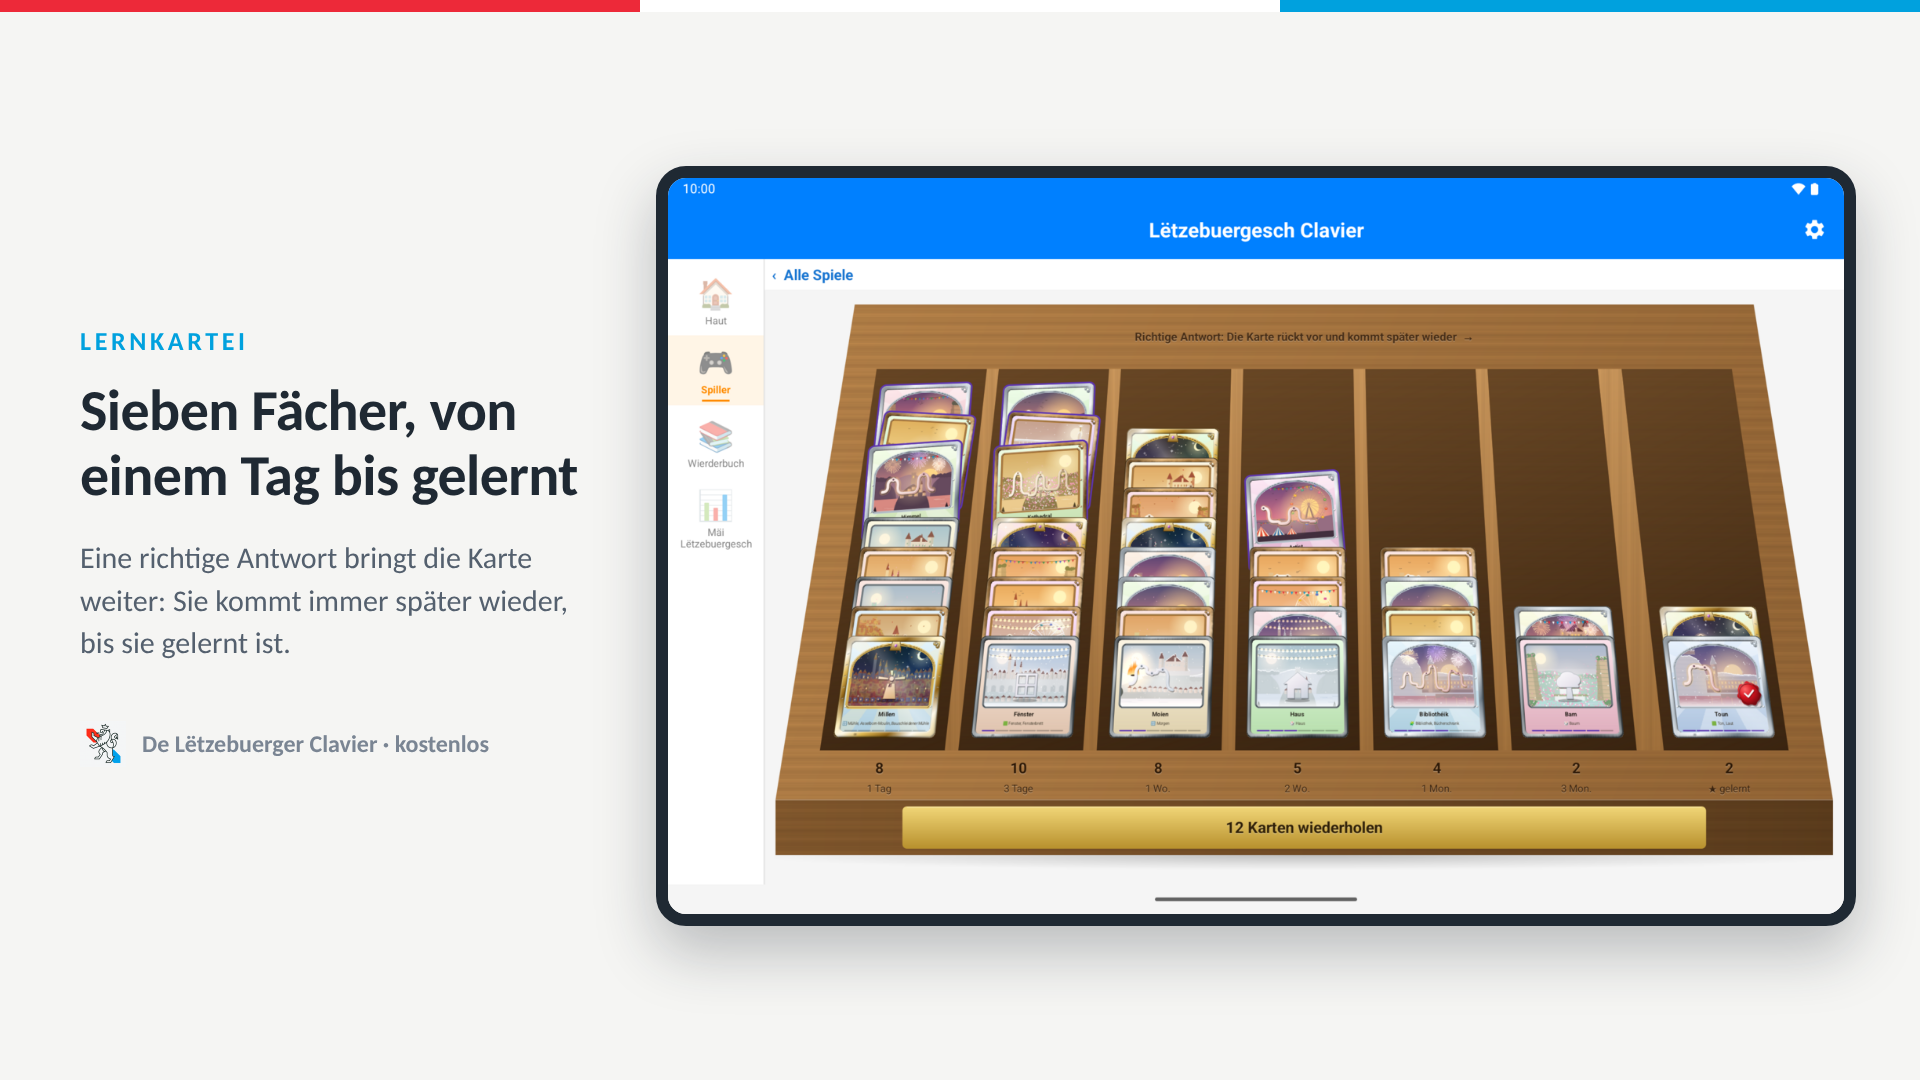 LERNKARTEI
Sieben Fächer, von
einem Tag bis gelernt
Eine richtige Antwort bringt die Karte
weiter: Sie kommt immer später wieder,
bis sie gelernt ist.
De Lëtzebuerger Clavier · kostenlos
10:00
Lëtzebuergesch Clavier
‹ Alle Spiele
Haut
Spiller
Wierderbuch
Mäi
Lëtzebuergesch
Richtige Antwort: Die Karte rückt vor und kommt später wieder →
Millen
Fënster
Moien
Haus
Bibliothéik
Bam
Toun
8 10 8 5 4 2 2
1 Tag 3 Tage 1 Wo. 2 Wo. 1 Mon. 3 Mon. ★ gelernt
12 Karten wiederholen